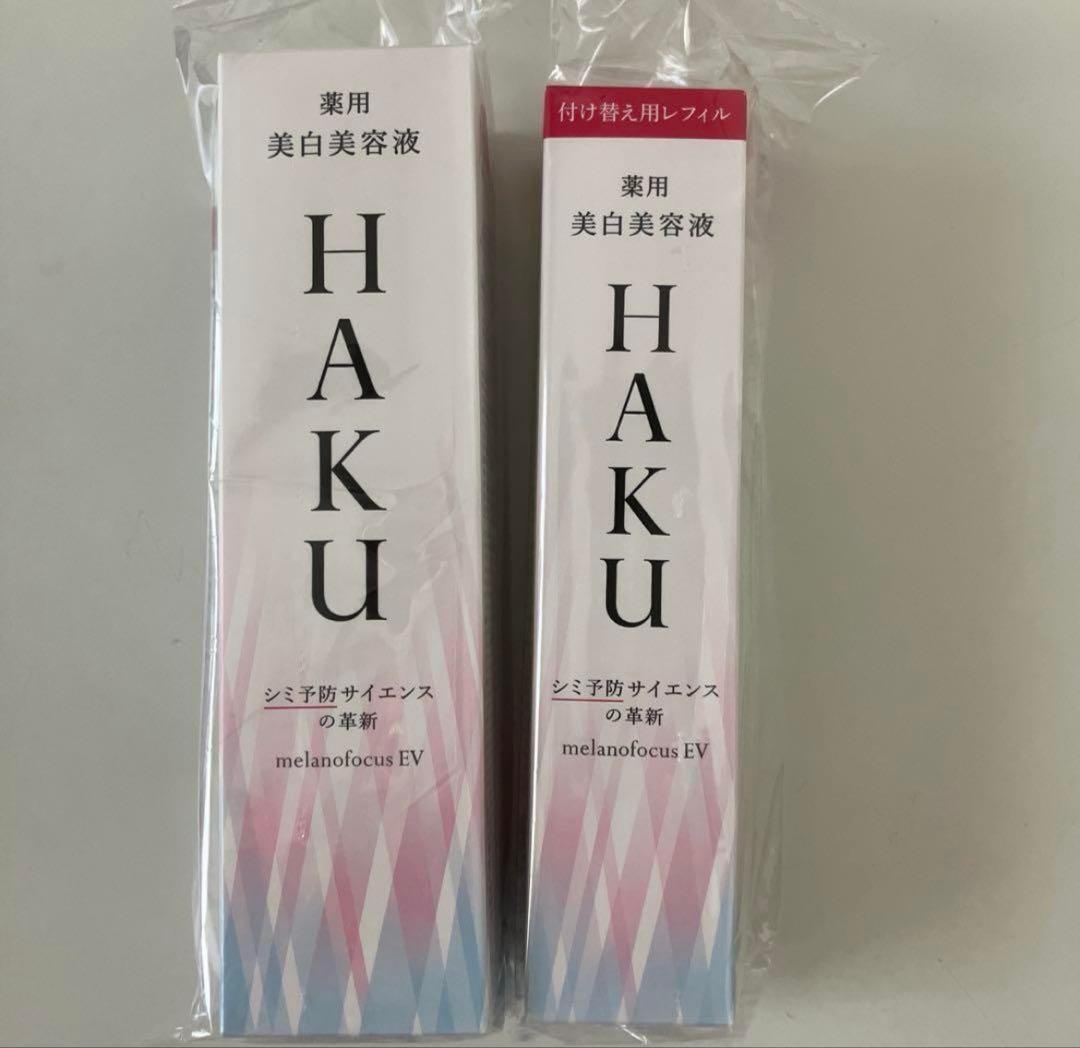 薬用
美白美容液
HAKU
シミ予防サイエンス
の革新
melanofocus EV
付け替え用レフィル
薬用
美白美容液
HAKU
シミ予防サイエンス
の革新
melanofocus EV